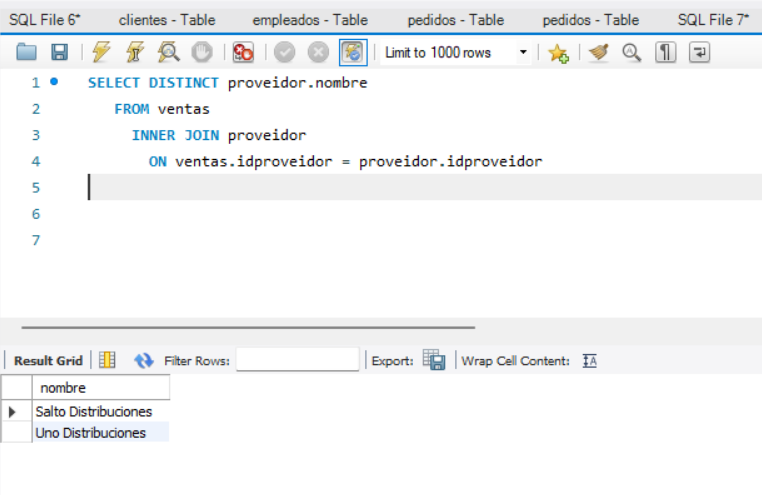 SQL File 6* clientes - Table empleados - Table pedidos - Table pedidos - Table SQL File 7*
Limit to 1000 rows
1 SELECT DISTINCT proveidor.nombre
2 FROM ventas
3 INNER JOIN proveidor
4 ON ventas.idproveidor = proveidor.idproveidor
5
6
7
Result Grid Filter Rows: Export: Wrap Cell Content: IA
nombre
Salto Distribuciones
Uno Distribuciones